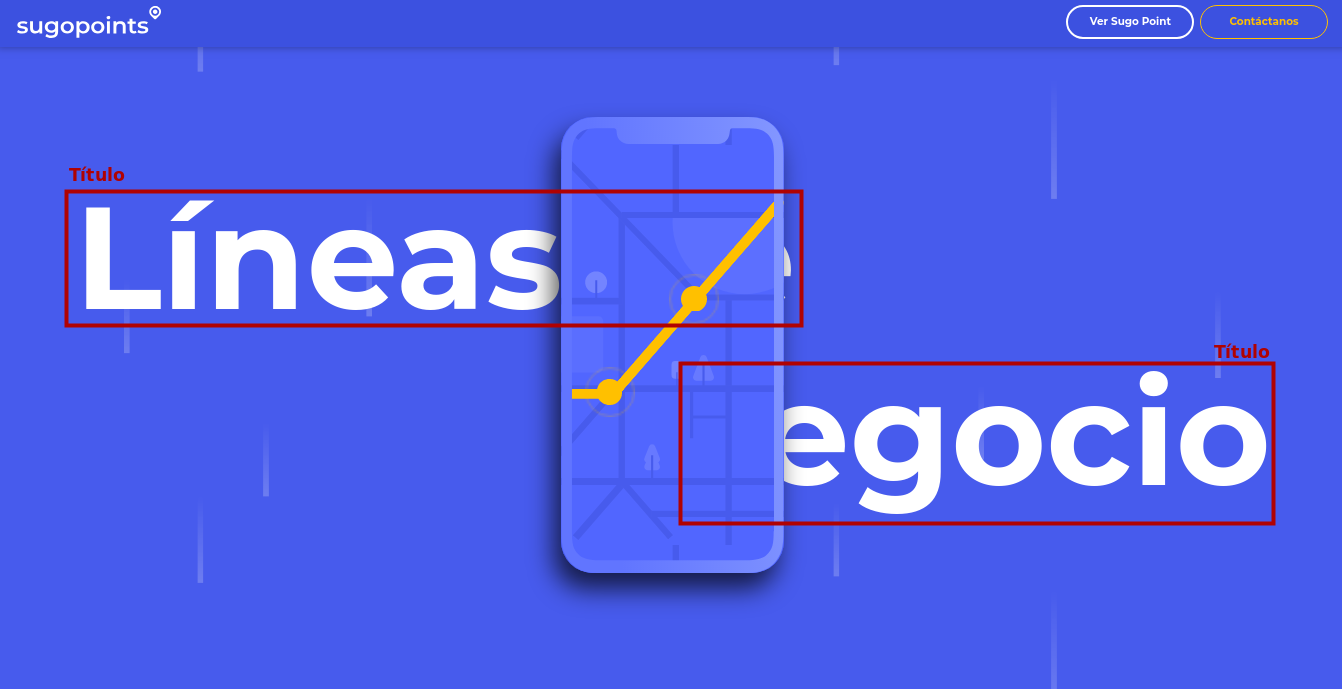 sugopoints
Ver Sugo Point
Contáctanos
Título
Líneas
Título
egocio